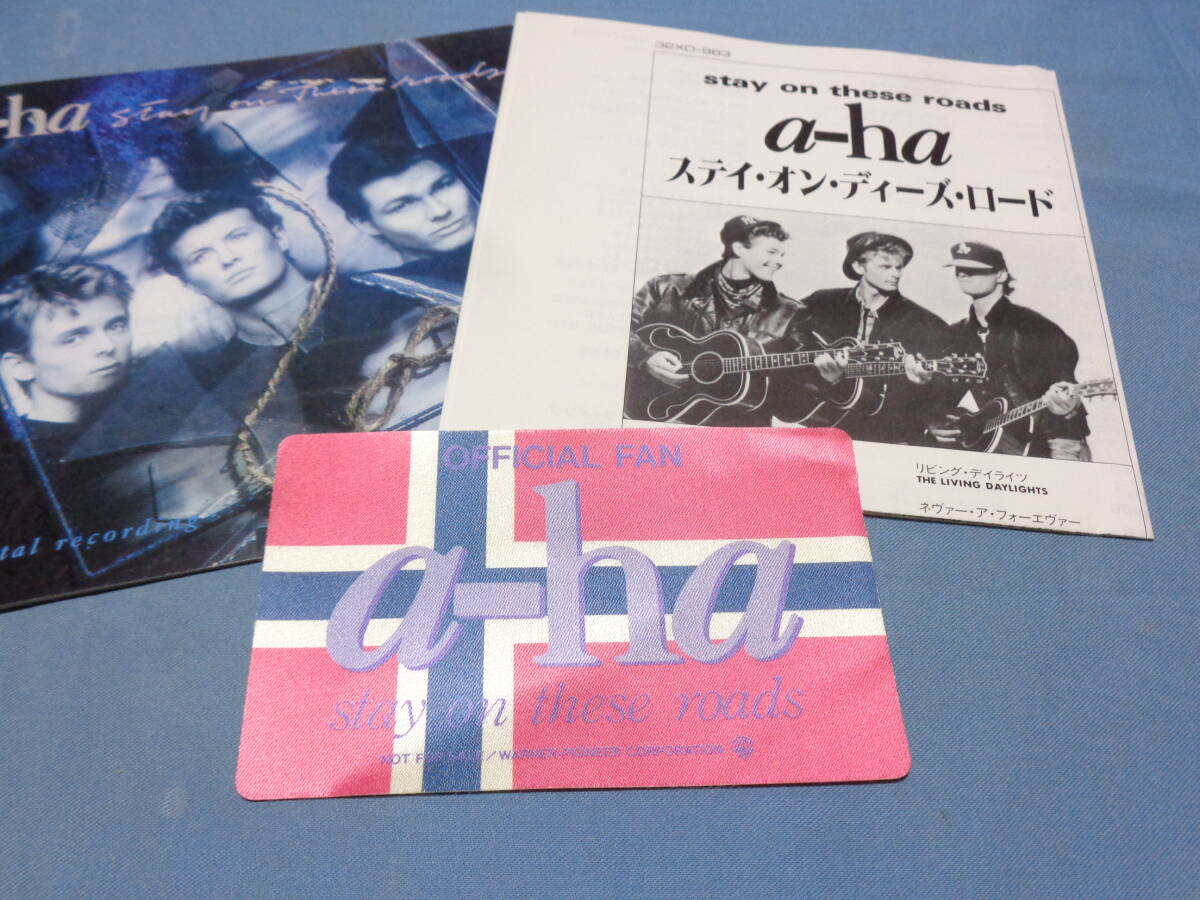 -ha stay on these roads
tal recording
32XD-983
stay on these roads
a-ha
ステイ・オン・ディーズ・ロード
リビング・デイライツ
THE LIVING DAYLIGHTS
ネヴァー・ア・フォーエヴァー
OFFICIAL FAN
a-ha
stay on these roads
NOT FOR SALE/WARNER-PIONEER CORPORATION